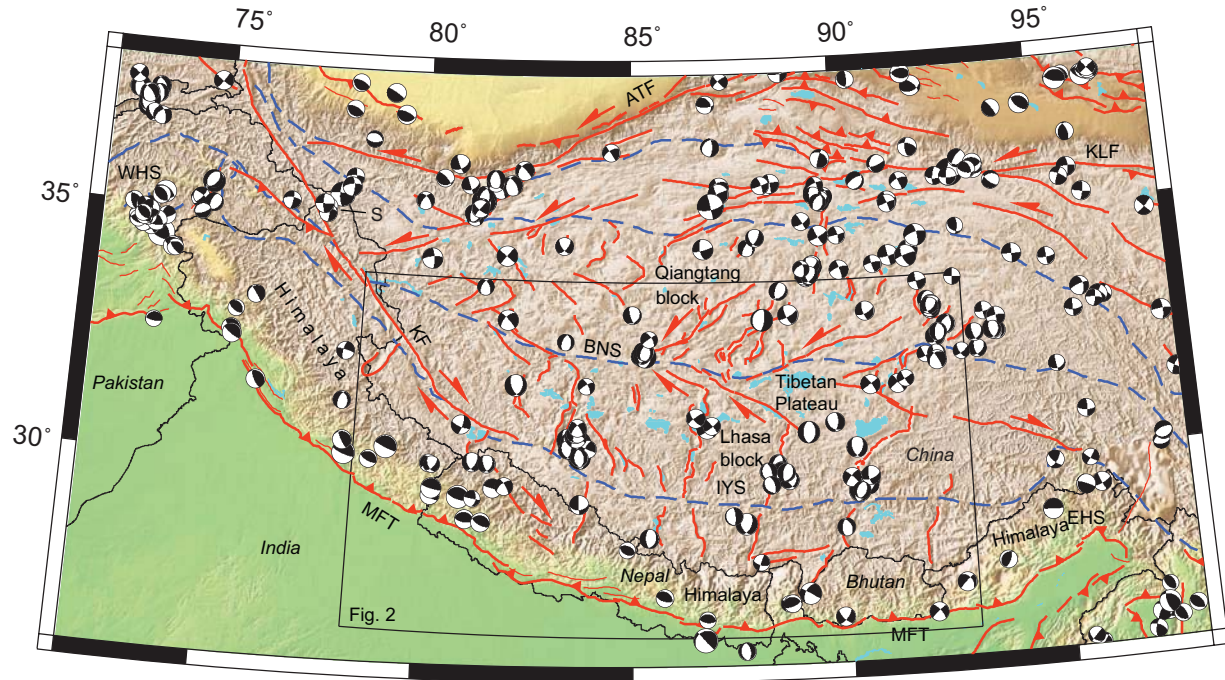 75°
80°
85°
90°
95°
ATF
KLF
WHS
35°
S
Qiangtang
block
Himalaya
KF
BNS
Pakistan
Tibetan
Plateau
30°
Lhasa
block
China
IYS
MFT
EHS
Himalaya
India
Nepal
Bhutan
Himalaya
Fig. 2
MFT